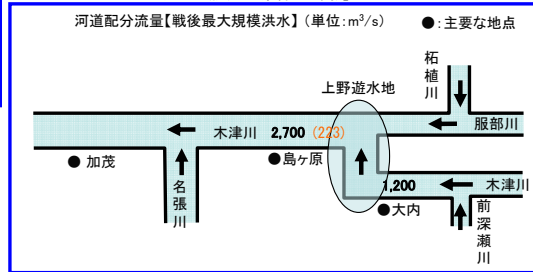 河道配分流量【戦後最大規模洪水】(単位:m³/s)
●:主要な地点
柘植川
上野遊水地
服部川
木津川 2,700 (223)
●加茂
●島ヶ原
名張川
1,200
木津川
●大内
前深瀬川